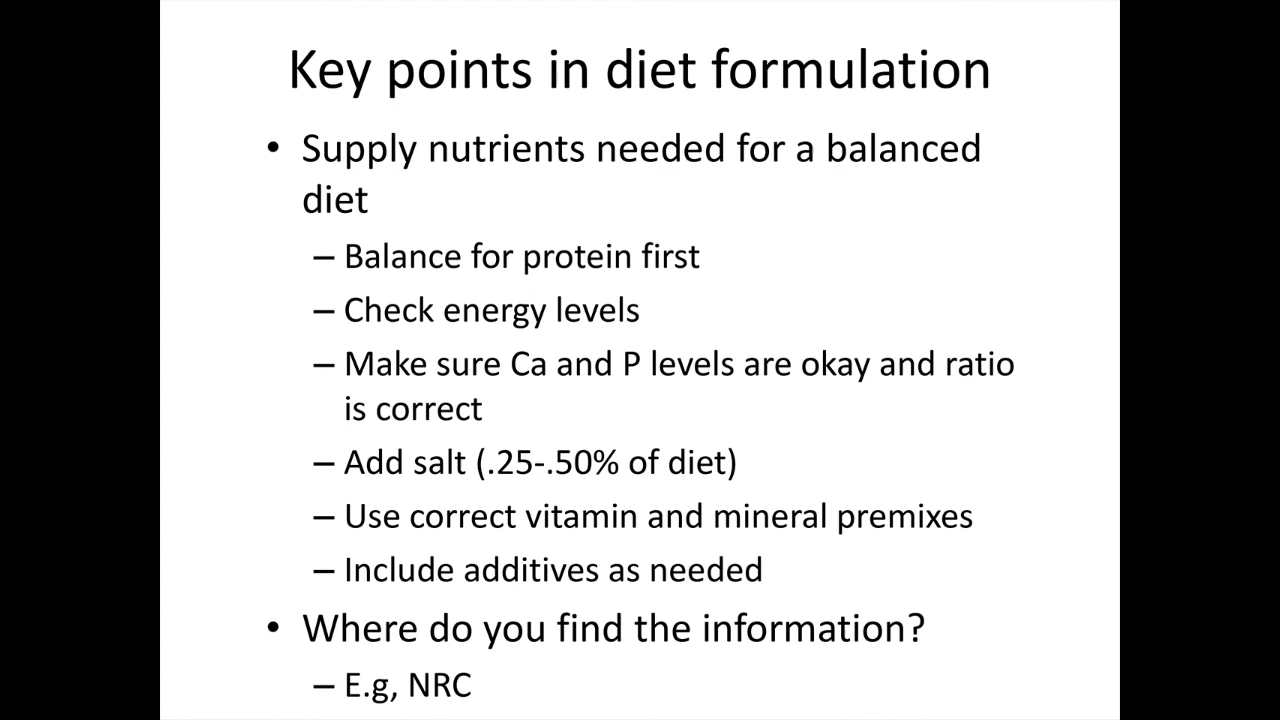 Key points in diet formulation
• Supply nutrients needed for a balanced
diet
– Balance for protein first
– Check energy levels
– Make sure Ca and P levels are okay and ratio
is correct
– Add salt (.25-.50% of diet)
– Use correct vitamin and mineral premixes
– Include additives as needed
• Where do you find the information?
– E.g, NRC